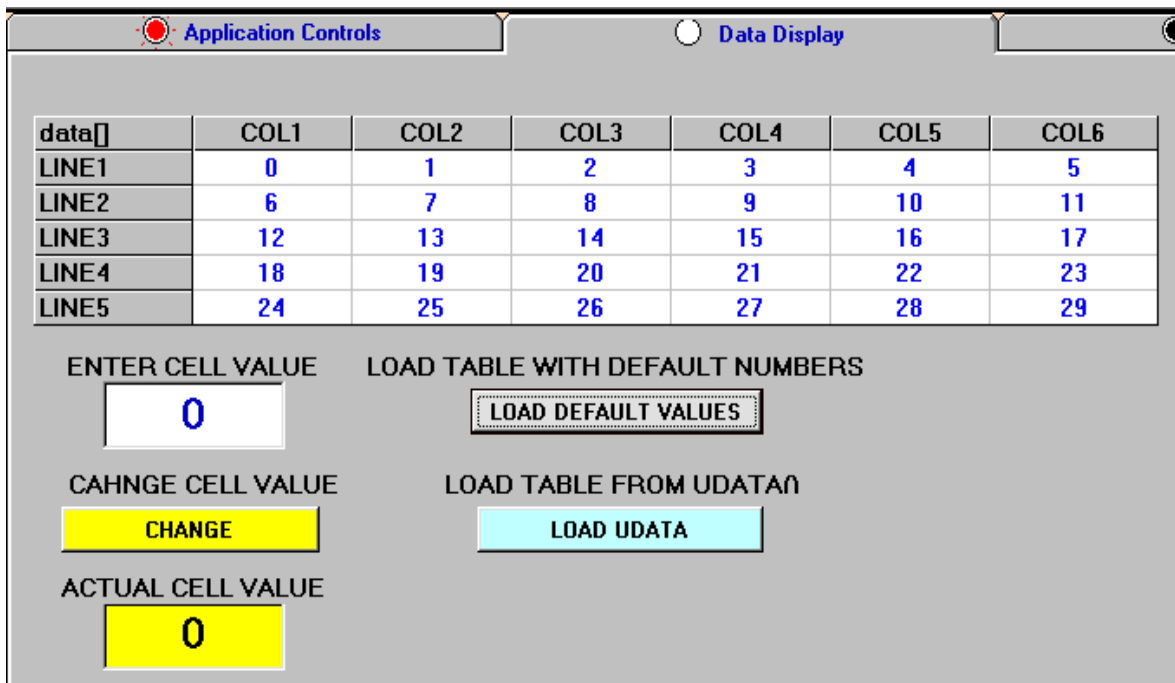 Application Controls Data Display
data[] COL1 COL2 COL3 COL4 COL5 COL6
LINE1 0 1 2 3 4 5
LINE2 6 7 8 9 10 11
LINE3 12 13 14 15 16 17
LINE4 18 19 20 21 22 23
LINE5 24 25 26 27 28 29
ENTER CELL VALUE LOAD TABLE WITH DEFAULT NUMBERS
0 LOAD DEFAULT VALUES
CAHNGE CELL VALUE LOAD TABLE FROM UDATA[]
CHANGE LOAD UDATA
ACTUAL CELL VALUE
0